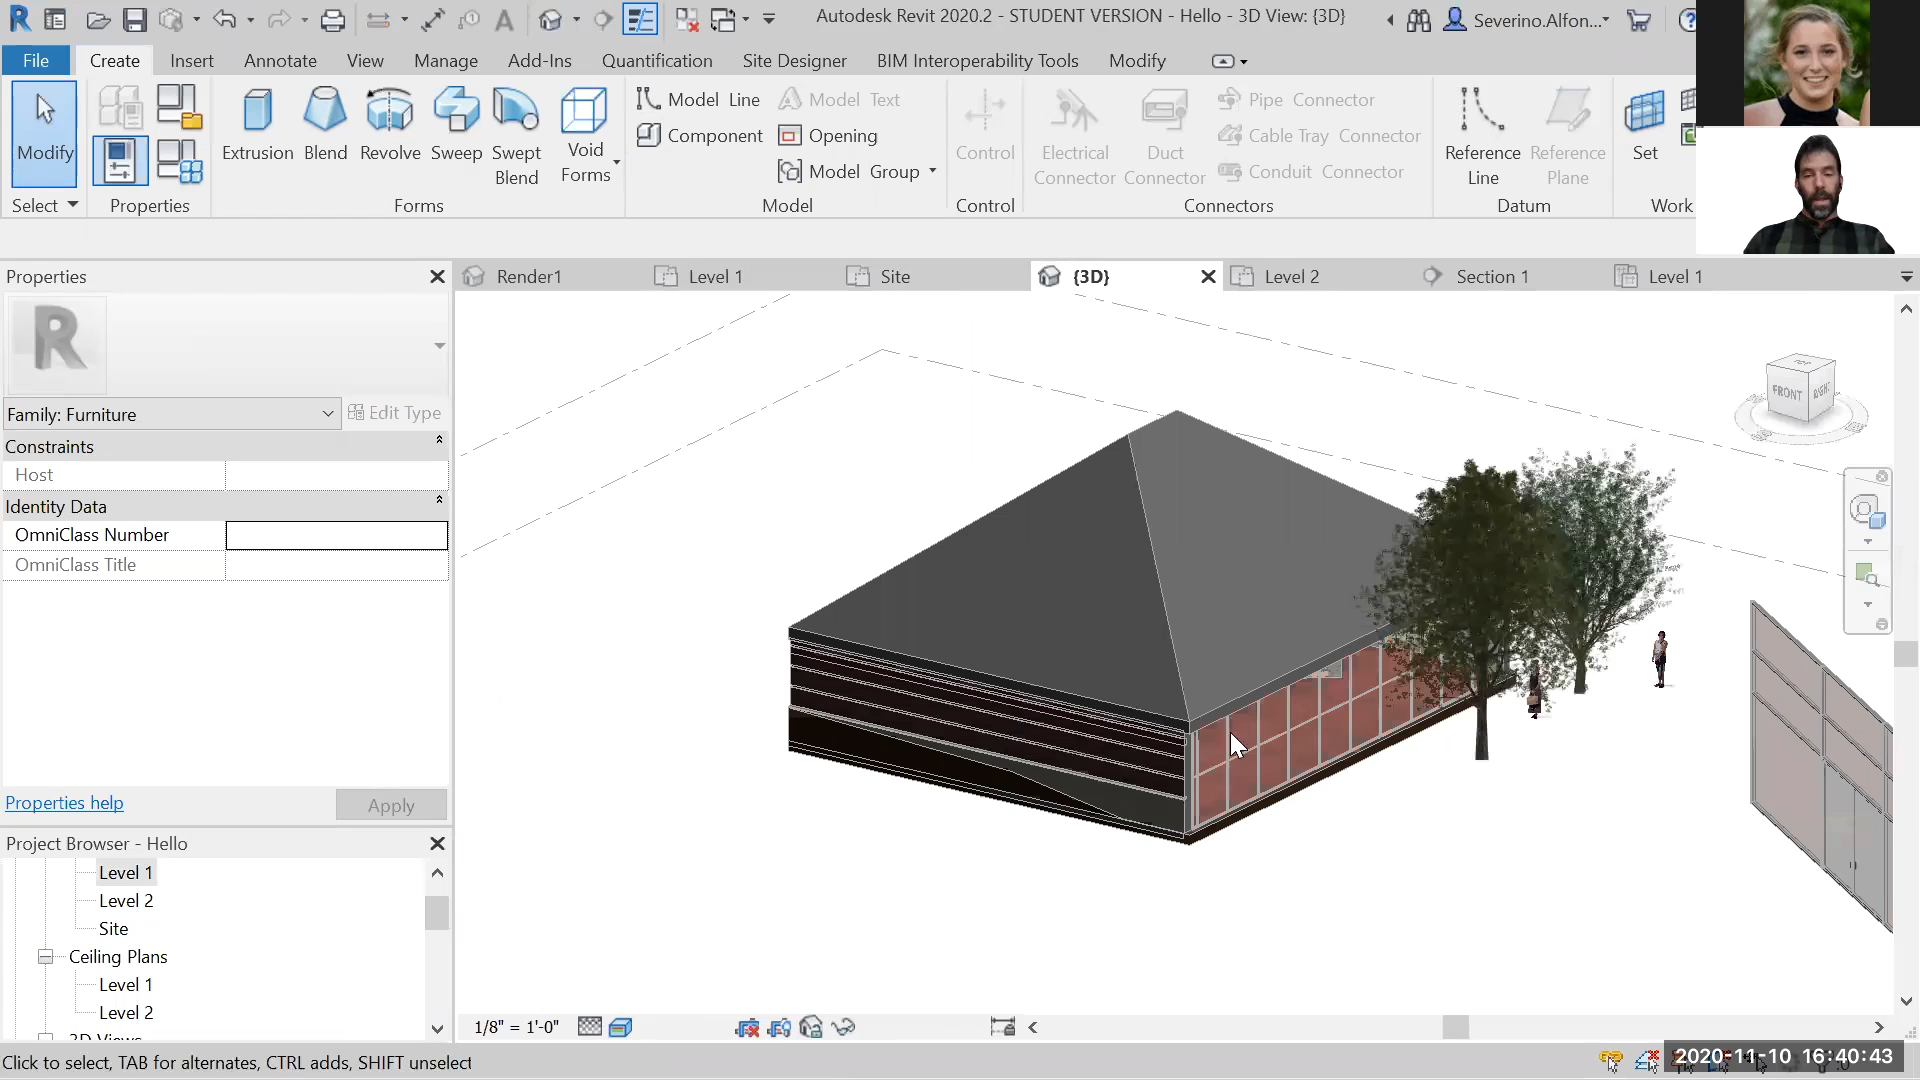 Autodesk Revit 2020.2 - STUDENT VERSION - Hello - 3D View: {3D}
Severino.Alfon...
File Create Insert Annotate View Manage Add-Ins Quantification Site Designer BIM Interoperability Tools Modify
Modify
Select
Properties
Extrusion
Blend
Revolve
Sweep
Swept Blend
Void Forms
Forms
Model Line
Component
Model Text
Opening
Model Group
Model
Control
Control
Electrical Connector
Duct Connector
Pipe Connector
Cable Tray Connector
Conduit Connector
Connectors
Reference Line
Reference Plane
Datum
Set
Work
Properties
Render1
Level 1
Site
{3D}
Level 2
Section 1
Level 1
Family: Furniture
Edit Type
Constraints
Host
Identity Data
OmniClass Number
OmniClass Title
Properties help
Apply
TOP
FRONT
RIGHT
Project Browser - Hello
Level 1
Level 2
Site
Ceiling Plans
Level 1
Level 2
3D Views
1/8" = 1'-0"
Click to select, TAB for alternates, CTRL adds, SHIFT unselect
2020-11-10 16:40:43
:0